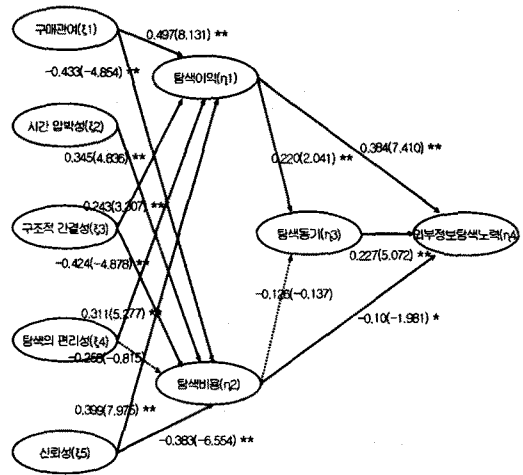 구매관여(ξ1)
0.497(8.131) **
-0.433(-4.854) **
탐색이익(η1)
시간 압박성(ξ2)
0.345(4.836) **
0.220(2.041) **
0.384(7.410) **
0.243(3.307) **
구조적 간결성(ξ3)
탐색동기(η3)
외부정보탐색노력(η4)
0.227(5.072) **
-0.424(-4.878) **
-0.126(-0.137)
0.311(5.277) **
탐색의 편리성(ξ4)
-0.258(-0.815)
-0.10(-1.981) *
탐색비용(η2)
0.399(7.975) **
-0.383(-6.554) **
신뢰성(ξ5)